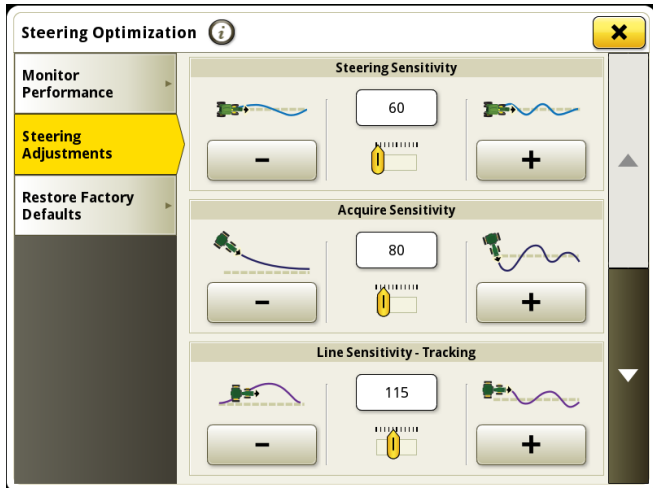 Steering Optimization i
×
Monitor
Performance
Steering
Adjustments
Restore Factory
Defaults
Steering Sensitivity
60
−
+
Acquire Sensitivity
80
−
+
Line Sensitivity - Tracking
115
−
+